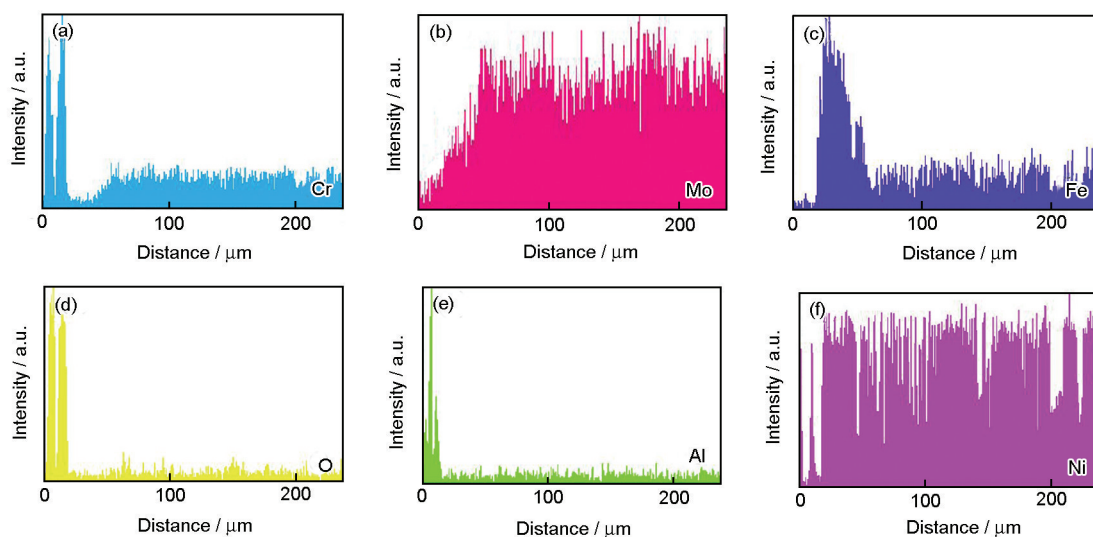 (a)
Intensity / a.u.
Cr
0 100 200
Distance / μm
(b)
Intensity / a.u.
Mo
0 100 200
Distance / μm
(c)
Intensity / a.u.
Fe
0 100 200
Distance / μm
(d)
Intensity / a.u.
O
0 100 200
Distance / μm
(e)
Intensity / a.u.
Al
0 100 200
Distance / μm
(f)
Intensity / a.u.
Ni
0 100 200
Distance / μm